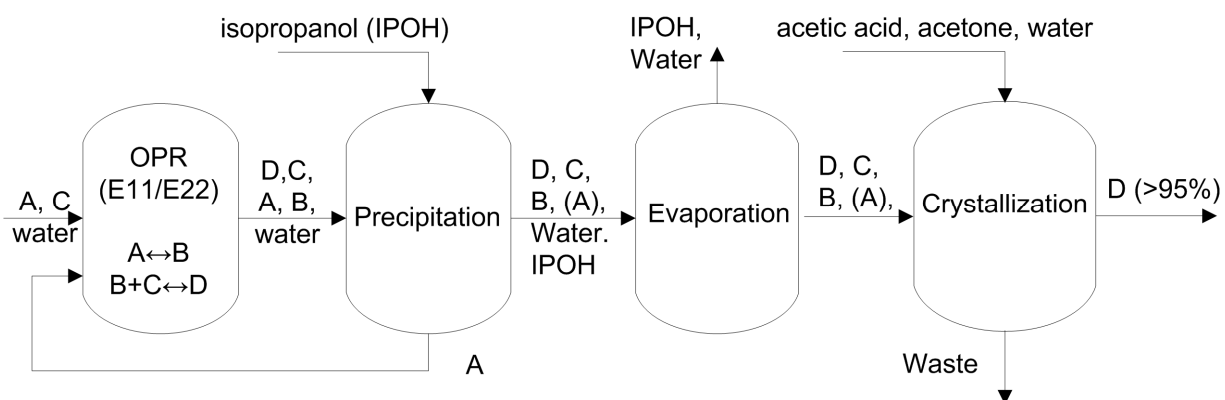 isopropanol (IPOH)
IPOH,
Water
acetic acid, acetone, water
A, C
water
OPR
(E11/E22)
A↔B
B+C↔D
D,C,
A, B,
water
Precipitation
D, C,
B, (A),
Water.
IPOH
Evaporation
D, C,
B, (A),
Crystallization
D (>95%)
A
Waste